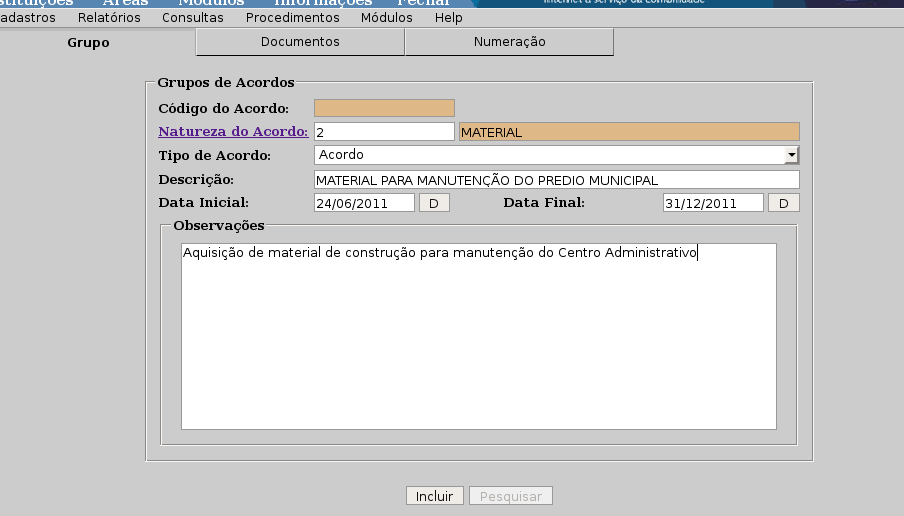 Áreas Módulos Informações Fechar
Cadastros Relatórios Consultas Procedimentos Módulos Help
Grupo Documentos Numeração
Grupos de Acordos
Código do Acordo:
Natureza do Acordo: 2 MATERIAL
Tipo de Acordo: Acordo
Descrição: MATERIAL PARA MANUTENÇÃO DO PREDIO MUNICIPAL
Data Inicial: 24/06/2011 D Data Final: 31/12/2011 D
Observações
Aquisição de material de construção para manutenção do Centro Administrativo
Incluir Pesquisar